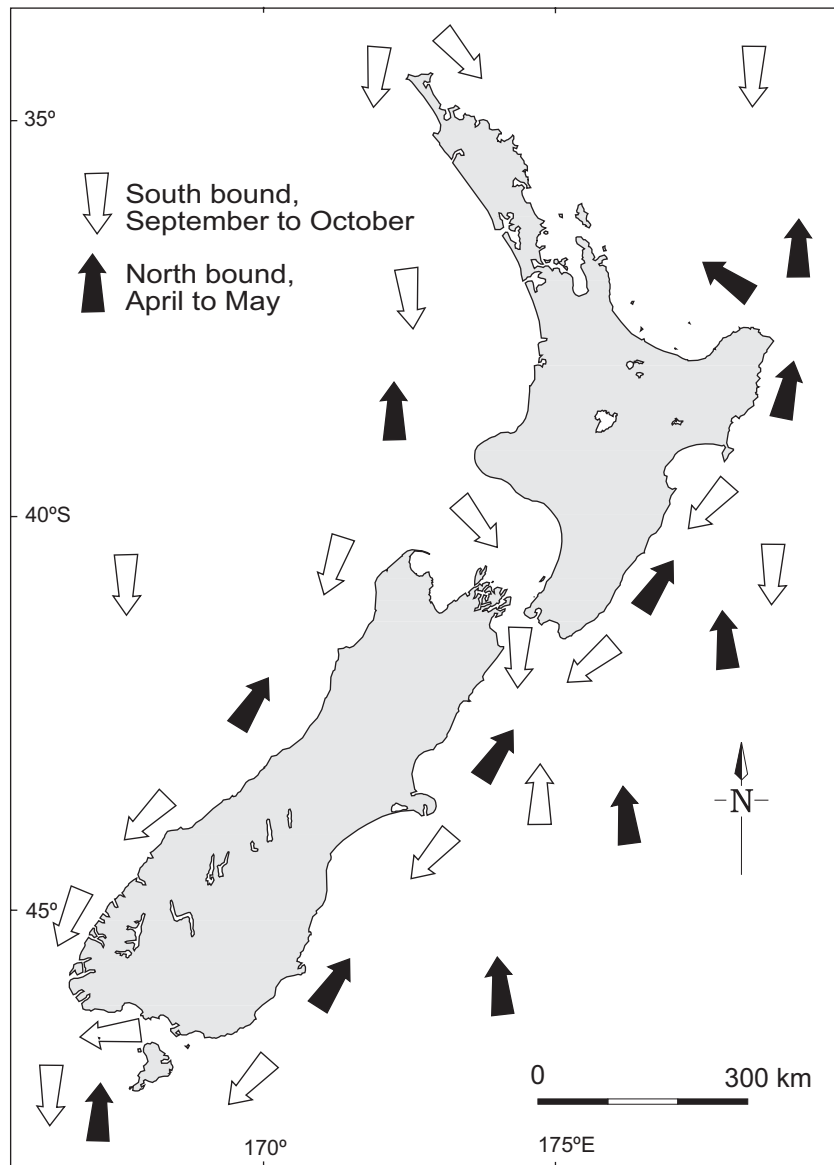 35º
South bound,
September to October
North bound,
April to May
40ºS
N
45º
0 300 km
170º 175ºE